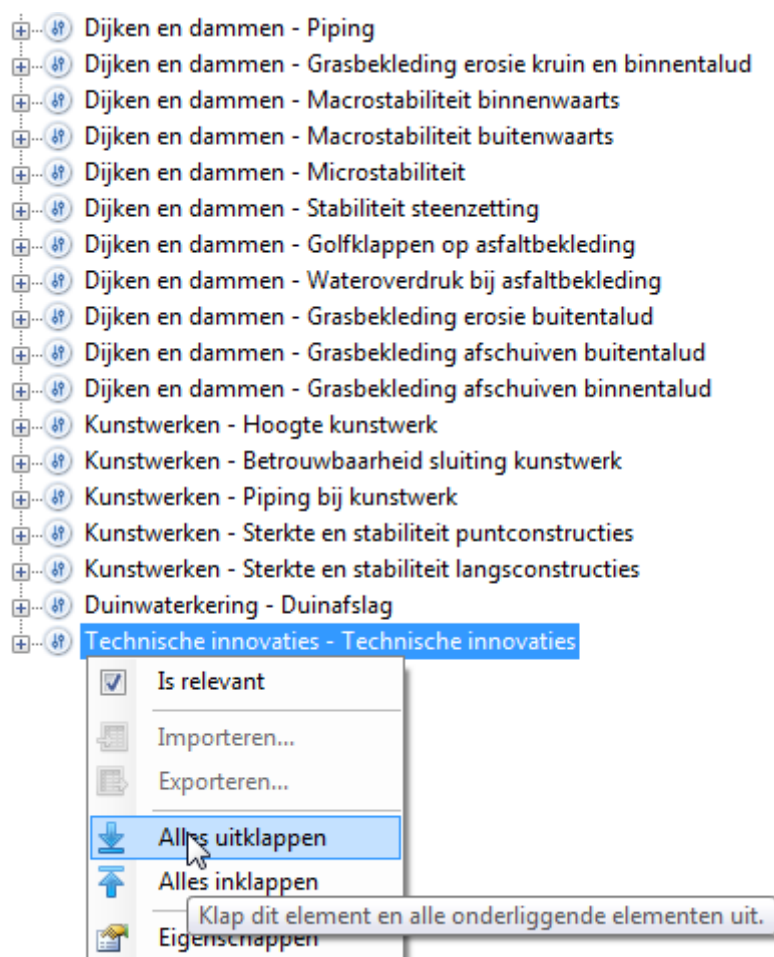 Dijken en dammen - Piping
Dijken en dammen - Grasbekleding erosie kruin en binnentalud
Dijken en dammen - Macrostabiliteit binnenwaarts
Dijken en dammen - Macrostabiliteit buitenwaarts
Dijken en dammen - Microstabiliteit
Dijken en dammen - Stabiliteit steenzetting
Dijken en dammen - Golfklappen op asfaltbekleding
Dijken en dammen - Wateroverdruk bij asfaltbekleding
Dijken en dammen - Grasbekleding erosie buitentalud
Dijken en dammen - Grasbekleding afschuiven buitentalud
Dijken en dammen - Grasbekleding afschuiven binnentalud
Kunstwerken - Hoogte kunstwerk
Kunstwerken - Betrouwbaarheid sluiting kunstwerk
Kunstwerken - Piping bij kunstwerk
Kunstwerken - Sterkte en stabiliteit puntconstructies
Kunstwerken - Sterkte en stabiliteit langsconstructies
Duinwaterkering - Duinafslag
Technische innovaties - Technische innovaties
Is relevant
Importeren...
Exporteren...
Alles uitklappen
Alles inklappen
Klap dit element en alle onderliggende elementen uit.
Eigenschappen